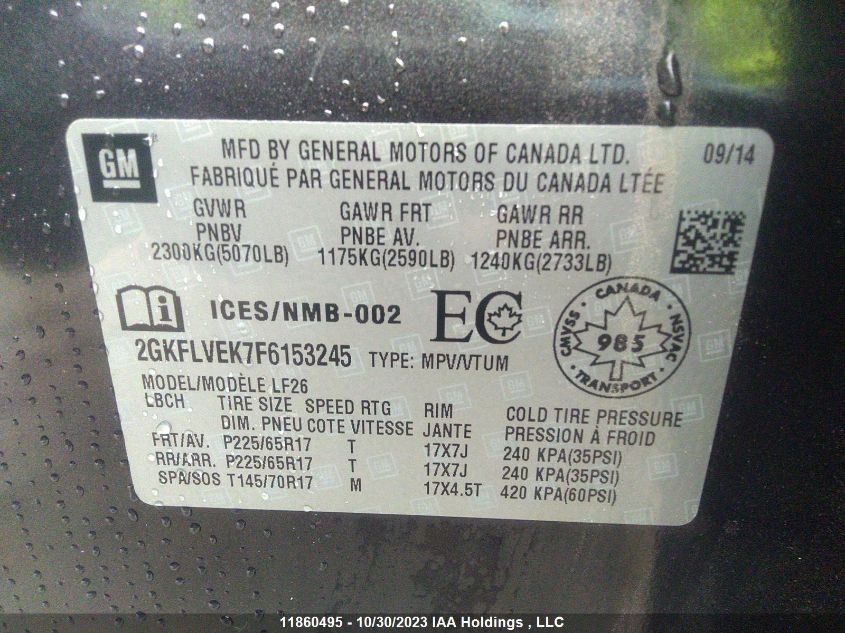 GM
MFD BY GENERAL MOTORS OF CANADA LTD. 09/14
FABRIQUÉ PAR GENERAL MOTORS DU CANADA LTÉE
GVWR GAWR FRT GAWR RR
PNBV PNBE AV. PNBE ARR.
2300KG(5070LB) 1175KG(2590LB) 1240KG(2733LB)
ICES/NMB-002 EC
CANADA
CMVSS 985 NSVAC
TRANSPORT
2GKFLVEK7F6153245 TYPE: MPV/VTUM
MODEL/MODÈLE LF26
LBCH TIRE SIZE SPEED RTG RIM COLD TIRE PRESSURE
DIM. PNEU COTE VITESSE JANTE PRESSION À FROID
FRT/AV. P225/65R17 T 17X7J 240 KPA(35PSI)
RR/ARR. P225/65R17 T 17X7J 240 KPA(35PSI)
SPA/SOS T145/70R17 M 17X4.5T 420 KPA(60PSI)
11860495 - 10/30/2023 IAA Holdings , LLC